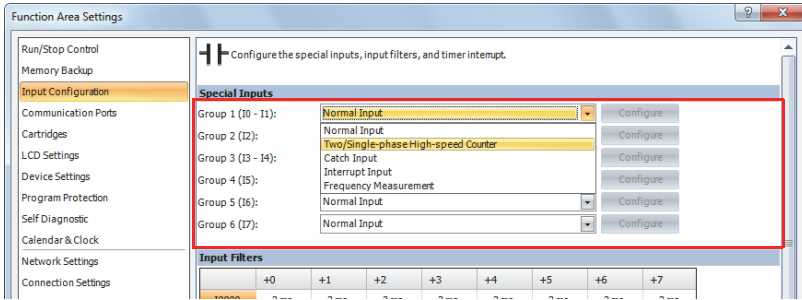 Function Area Settings
Run/Stop Control
Memory Backup
Input Configuration
Communication Ports
Cartridges
LCD Settings
Device Settings
Program Protection
Self Diagnostic
Calendar & Clock
Network Settings
Connection Settings
Configure the special inputs, input filters, and timer interrupt.
Special Inputs
Group 1 (I0 - I1): Normal Input Configure
Normal Input
Two/Single-phase High-speed Counter
Catch Input
Interrupt Input
Frequency Measurement
Group 2 (I2): Configure
Group 3 (I3 - I4): Configure
Group 4 (I5): Configure
Group 5 (I6): Normal Input Configure
Group 6 (I7): Normal Input Configure
Input Filters
+0 +1 +2 +3 +4 +5 +6 +7